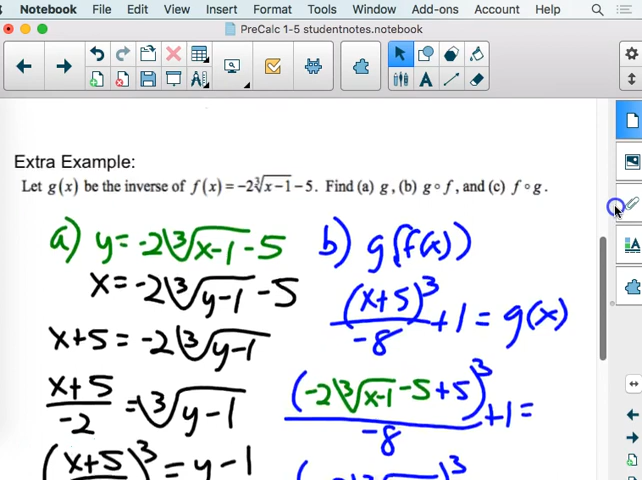 Notebook File Edit View Insert Format Tools Window Add-ons Account Help
PreCalc 1-5 studentnotes.notebook
Extra Example:
Let g(x) be the inverse of f(x) = −2∛x−1 − 5. Find (a) g, (b) g∘f, and (c) f∘g.
a) y = -2∛x-1 - 5
x = -2∛y-1 - 5
x+5 = -2∛y-1
x+5
-2 = ∛y-1
(x+5)³ = y-1
b) g(f(x))
(x+5)³
-8 +1 = g(x)
(-2∛x-1 -5+5)³
-8 +1 =